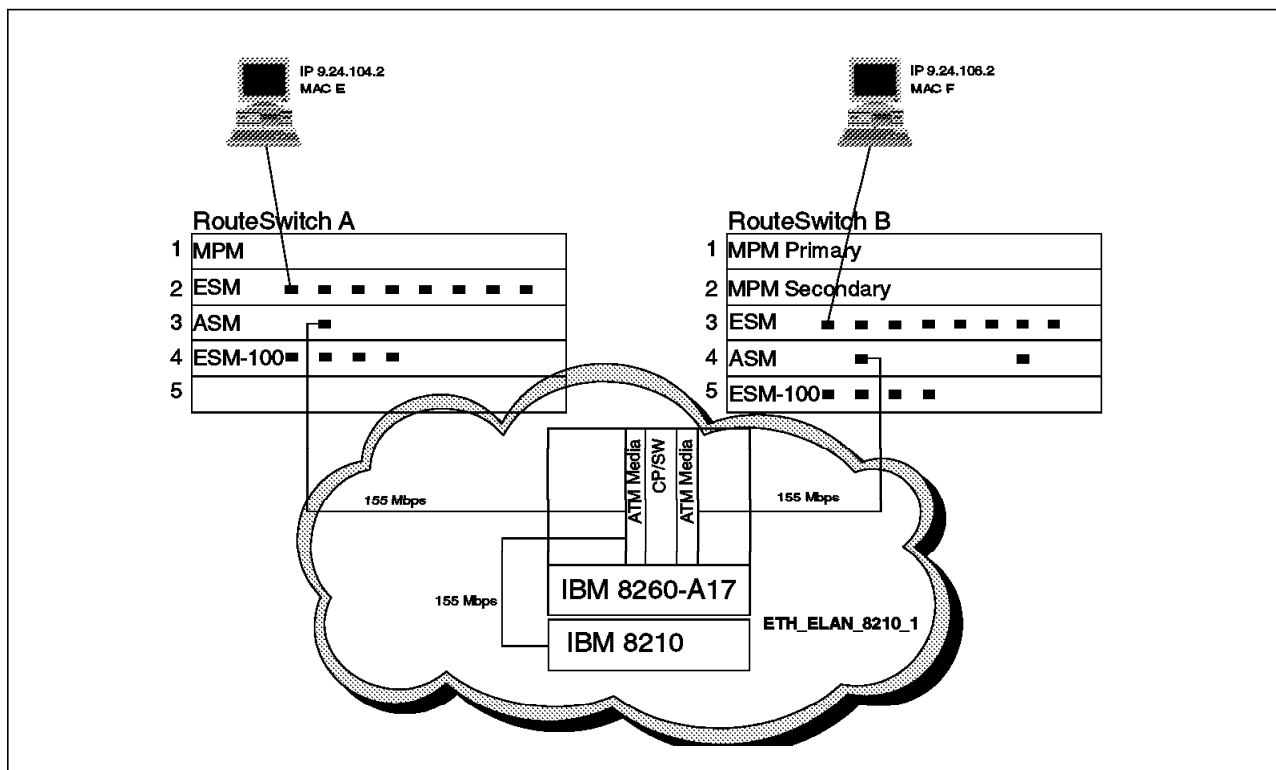 IP 9.24.104.2
MAC E
IP 9.24.106.2
MAC F
RouteSwitch A
1 MPM
2 ESM
3 ASM
4 ESM-100
5
RouteSwitch B
1 MPM Primary
2 MPM Secondary
3 ESM
4 ASM
5 ESM-100
ATM Media
CP/SW
ATM Media
155 Mbps
155 Mbps
155 Mbps
IBM 8260-A17
ETH_ELAN_8210_1
IBM 8210